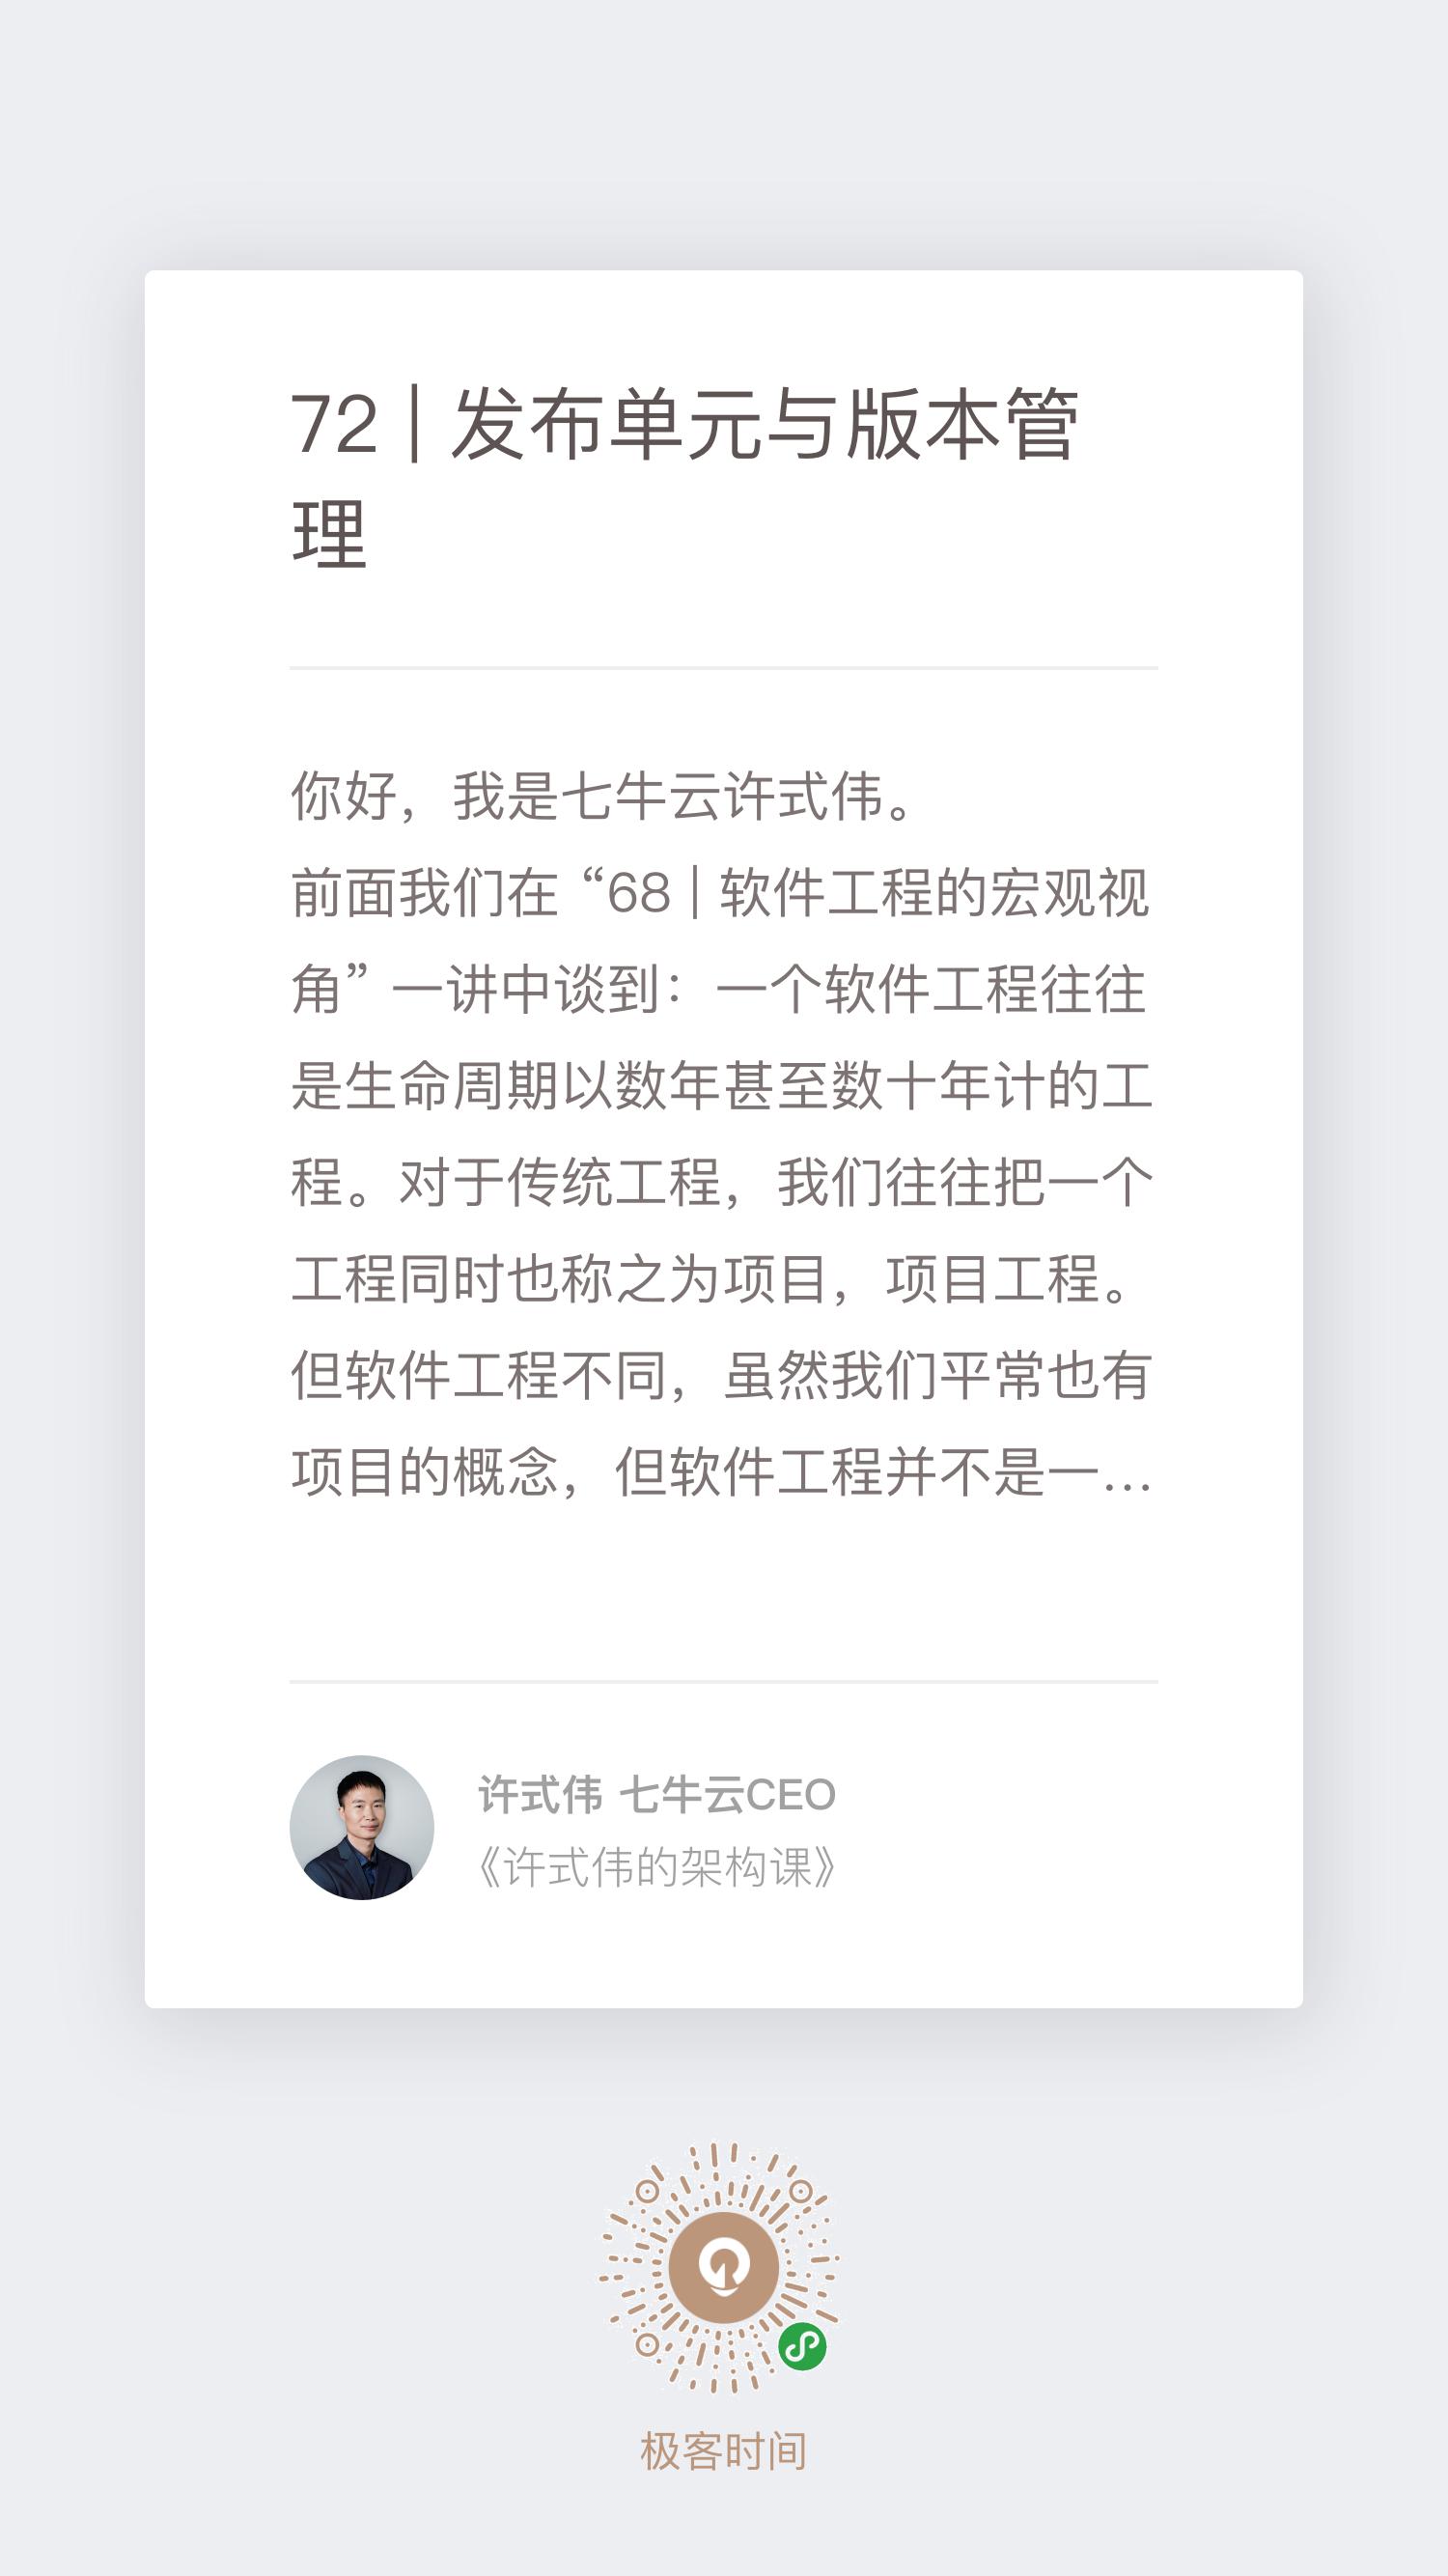 72 | 发布单元与版本管
理
你好，我是七牛云许式伟。
前面我们在 “68 | 软件工程的宏观视
角” 一讲中谈到：一个软件工程往往
是生命周期以数年甚至数十年计的工
程。对于传统工程，我们往往把一个
工程同时也称之为项目，项目工程。
但软件工程不同，虽然我们平常也有
项目的概念，但软件工程并不是一…
许式伟 七牛云CEO
《许式伟的架构课》
极客时间